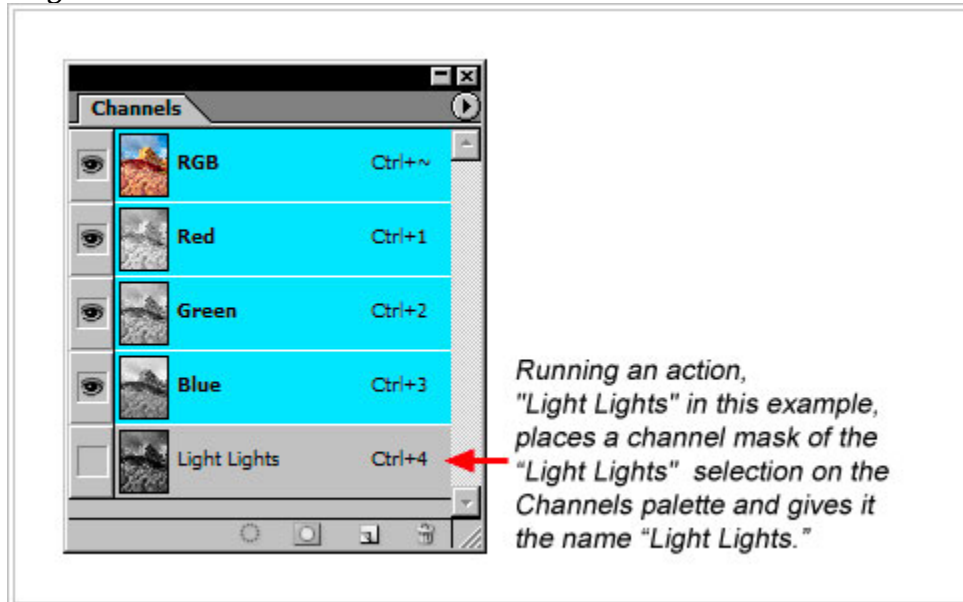 Channels
RGB Ctrl+~
Red Ctrl+1
Green Ctrl+2
Blue Ctrl+3
Light Lights Ctrl+4
Running an action,
"Light Lights" in this example,
places a channel mask of the
“Light Lights” selection on the
Channels palette and gives it
the name “Light Lights.”